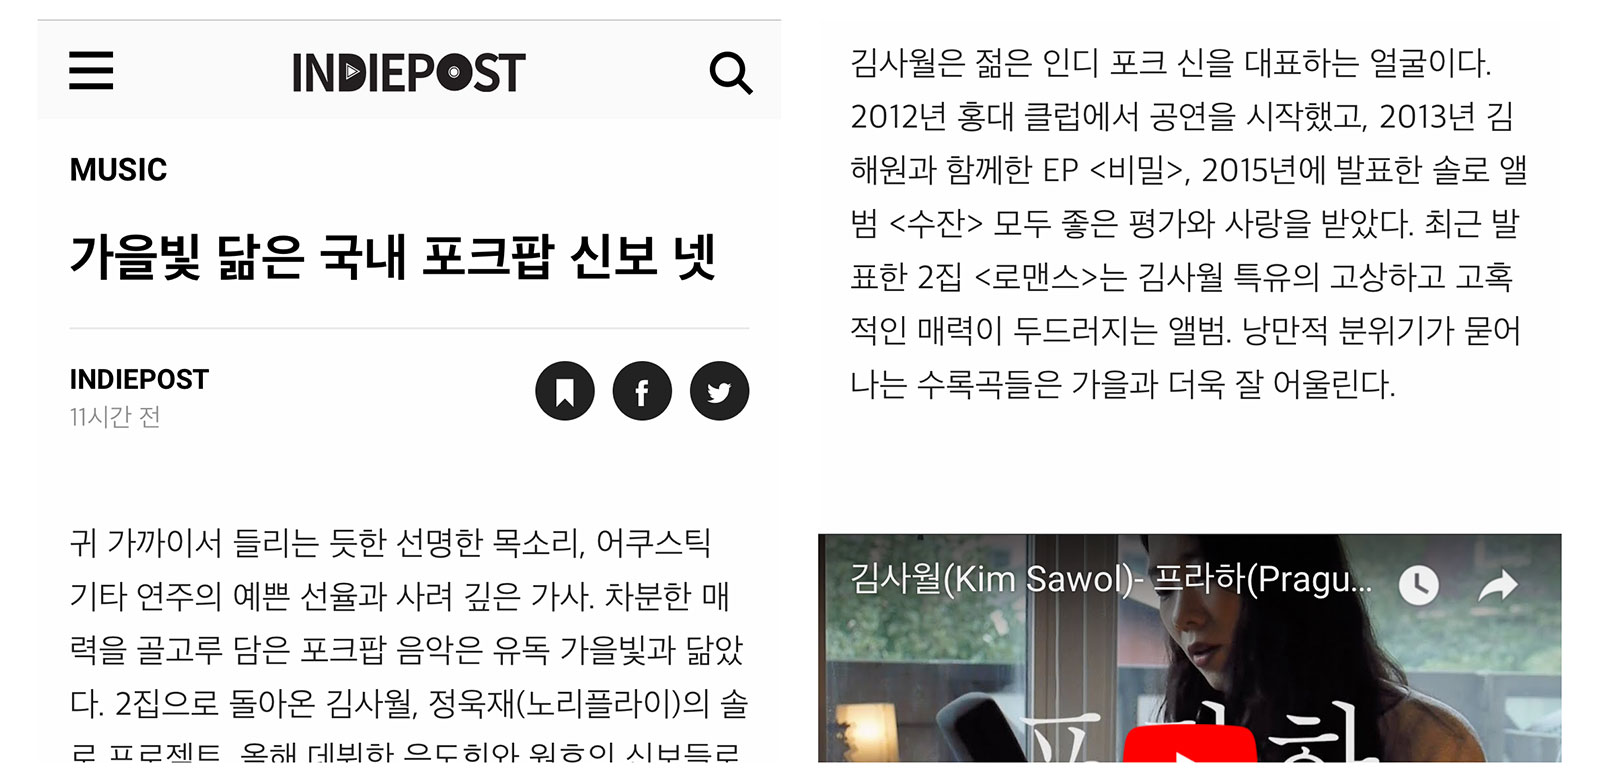 INDIEPOST
MUSIC
가을빛 닮은 국내 포크팝 신보 넷
INDIEPOST
11시간 전
귀 가까이서 들리는 듯한 선명한 목소리, 어쿠스틱
기타 연주의 예쁜 선율과 사려 깊은 가사. 차분한 매
력을 골고루 담은 포크팝 음악은 유독 가을빛과 닮았
다. 2집으로 돌아온 김사월, 정욱재(노리플라이)의 솔
로 프로젝트, 올해 데뷔한
김사월은 젊은 인디 포크 신을 대표하는 얼굴이다.
2012년 홍대 클럽에서 공연을 시작했고, 2013년 김
해원과 함께한 EP <비밀>, 2015년에 발표한 솔로 앨
범 <수잔> 모두 좋은 평가와 사랑을 받았다. 최근 발
표한 2집 <로맨스>는 김사월 특유의 고상하고 고혹
적인 매력이 두드러지는 앨범. 낭만적 분위기가 묻어
나는 수록곡들은 가을과 더욱 잘 어울린다.
김사월(Kim Sawol)- 프라하(Pragu...
프라하